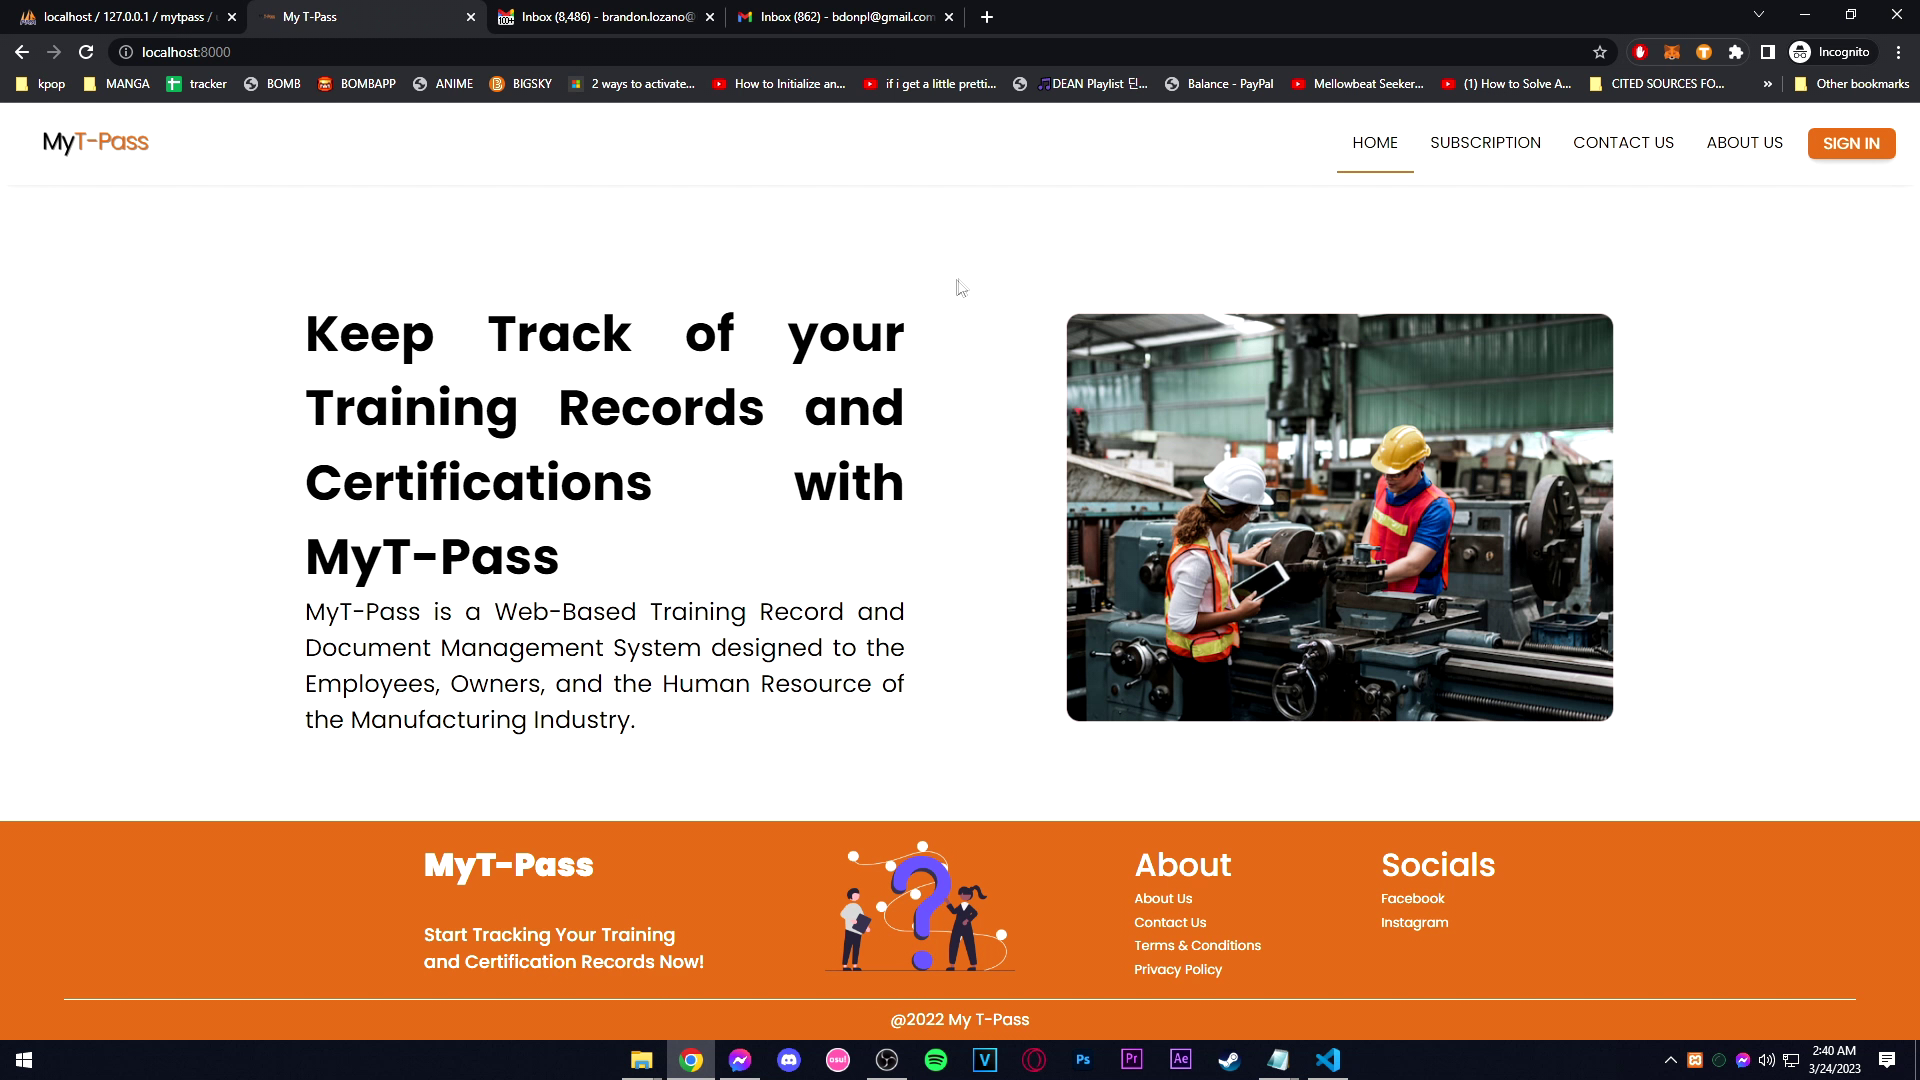 localhost / 127.0.0.1 / mytpass /
My T-Pass
100+
Inbox (8,486) - brandon.lozano@
Inbox (862) - bdonpl@gmail.com
localhost:8000
Incognito
kpop
MANGA
tracker
BOMB
BOMBAPP
ANIME
BIGSKY
2 ways to activate...
How to Initialize an...
if i get a little pretti...
DEAN Playlist 딘...
Balance - PayPal
Mellowbeat Seeker...
(1) How to Solve A...
CITED SOURCES FO...
»
Other bookmarks
MyT-Pass
HOME
SUBSCRIPTION
CONTACT US
ABOUT US
SIGN IN
Keep Track of your
Training Records and
Certifications with
MyT-Pass
MyT-Pass is a Web-Based Training Record and
Document Management System designed to the
Employees, Owners, and the Human Resource of
the Manufacturing Industry.
MyT-Pass
Start Tracking Your Training
and Certification Records Now!
?
About
About Us
Contact Us
Terms & Conditions
Privacy Policy
Socials
Facebook
Instagram
@2022 My T-Pass
osu!
V
Ps
Pr
Ae
2:40 AM
3/24/2023